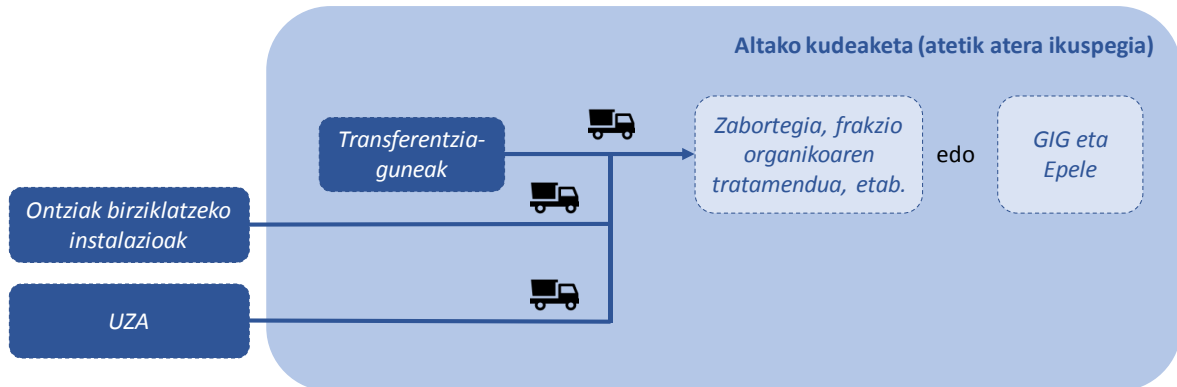 Altako kudeaketa (atetik atera ikuspegia)
Transferentzia-
guneak
Zabortegia, frakzio
organikoaren
tratamendua, etab.
edo
GIG eta
Epele
Ontziak birziklatzeko
instalazioak
UZA